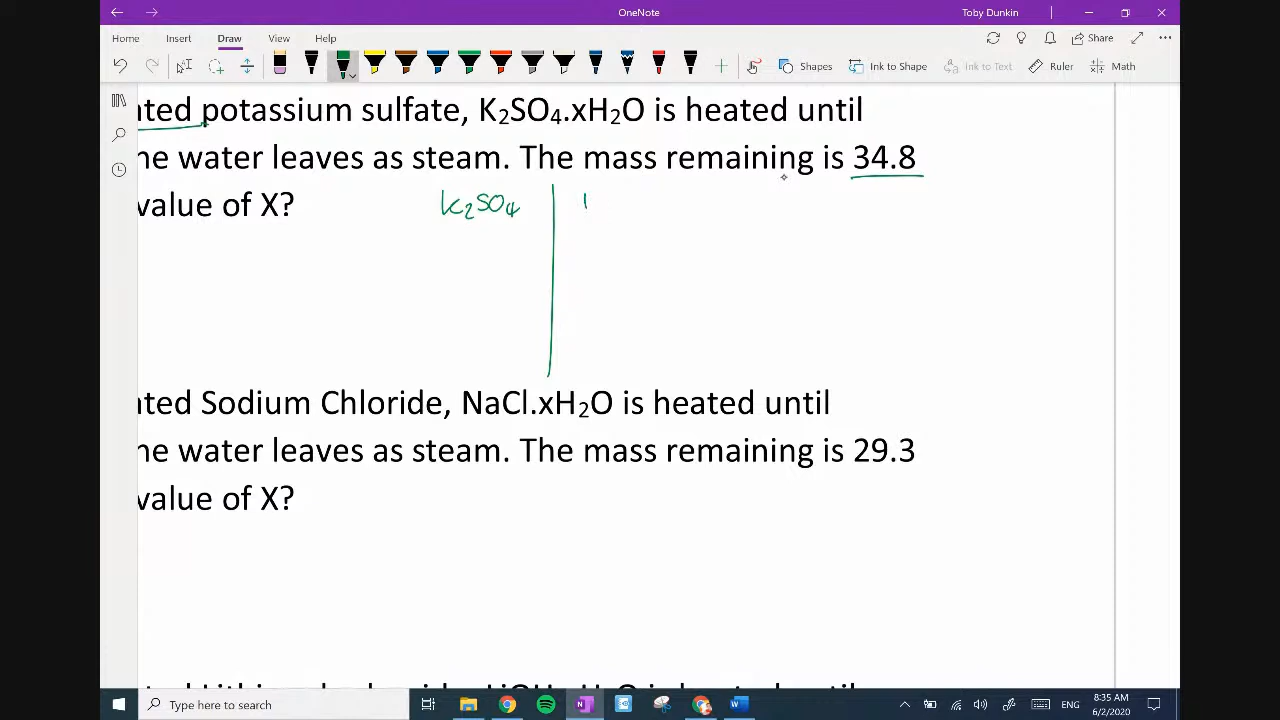 OneNote
Toby Dunkin
Home Insert Draw View Help
Share
Shapes Ink to Shape Ink to Text Ruler Math
potassium sulfate, K₂SO₄.xH₂O is heated until
water leaves as steam. The mass remaining is 34.8
value of X?
K₂SO₄
Sodium Chloride, NaCl.xH₂O is heated until
water leaves as steam. The mass remaining is 29.3
value of X?
Type here to search
ENG
8:35 AM
6/2/2020